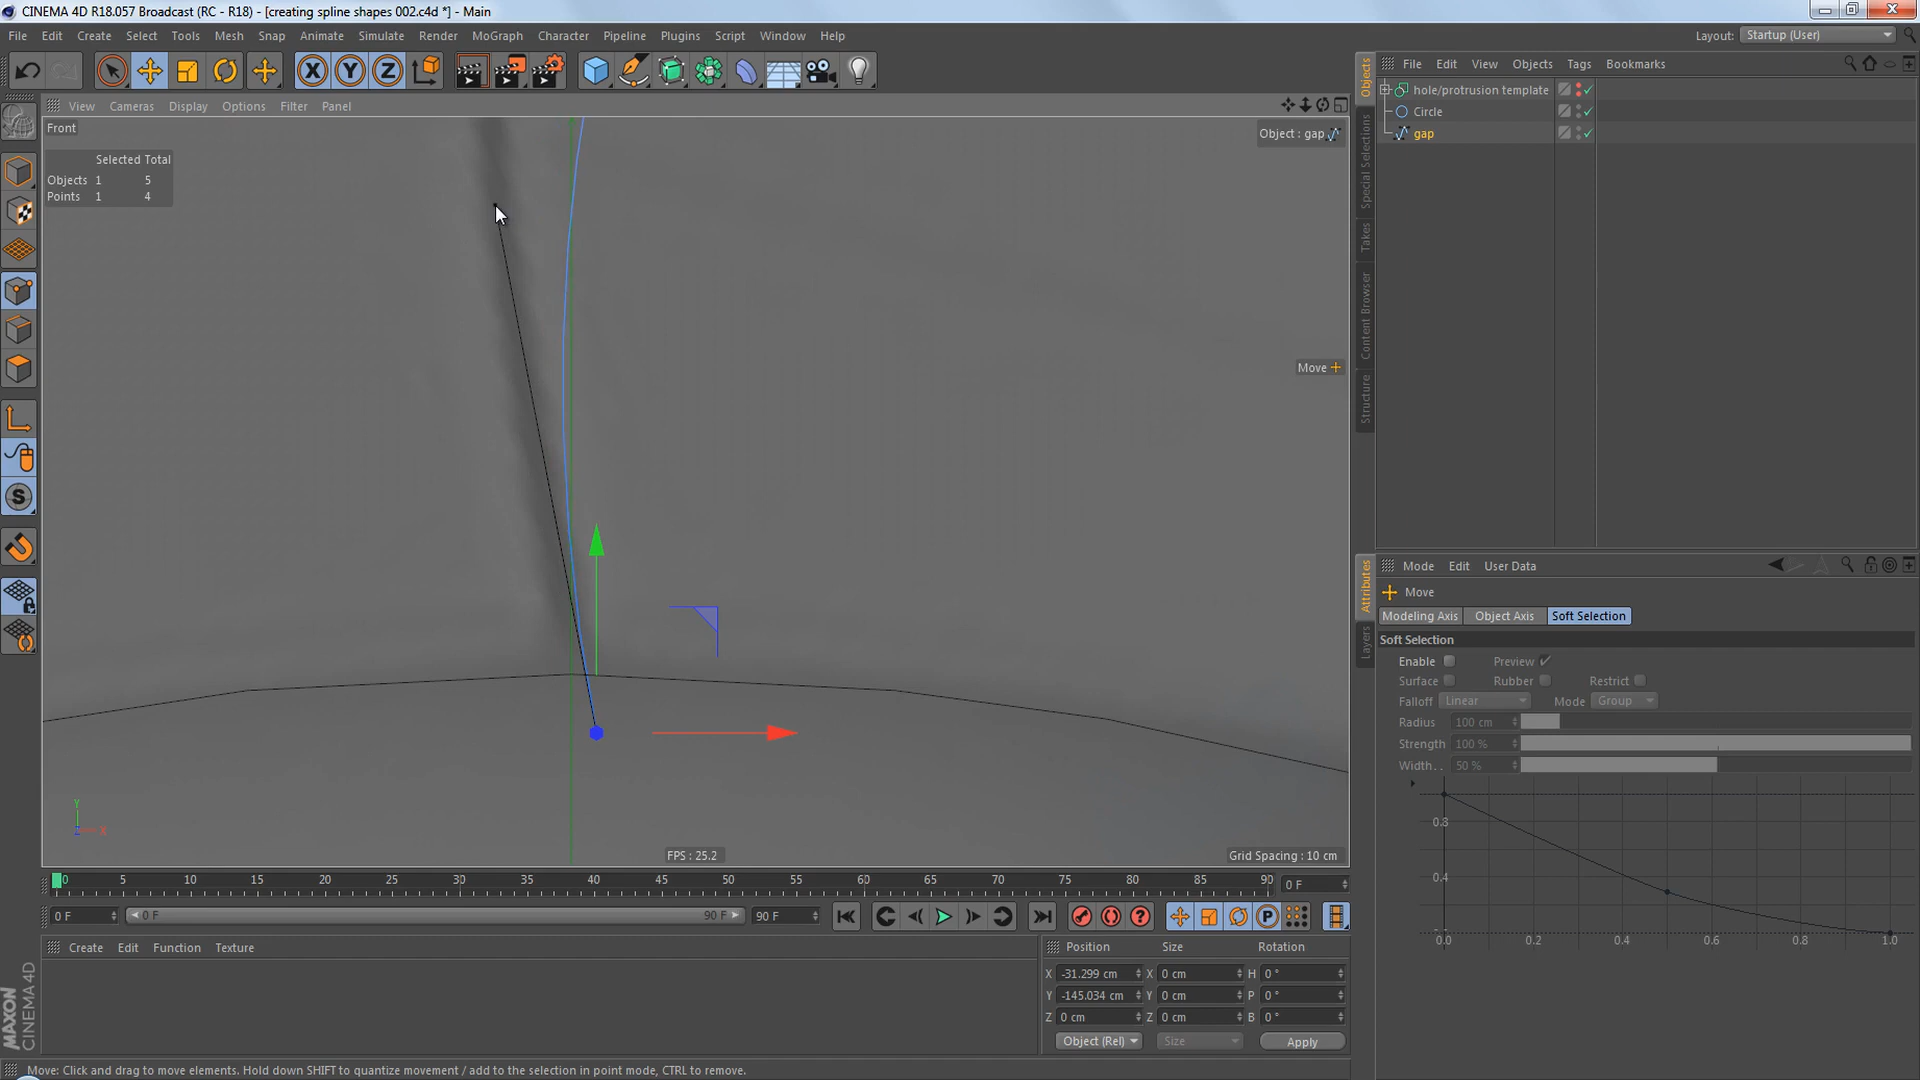 CINEMA 4D R18.057 Broadcast (RC - R18) - [creating spline shapes 002.c4d *] - Main
File Edit Create Select Tools Mesh Snap Animate Simulate Render MoGraph Character Pipeline Plugins Script Window Help
Layout: Startup (User)
View Cameras Display Options Filter Panel
Front
Object : gap
Selected Total
Objects 1 5
Points 1 4
Move
FPS : 25.2
Grid Spacing : 10 cm
File Edit View Objects Tags Bookmarks
hole/protrusion template
Circle
gap
Objects
Special Selections
Takes
Content Browser
Structure
Attributes
Layers
Mode Edit User Data
Move
Modeling Axis Object Axis Soft Selection
Soft Selection
Enable Preview
Surface Rubber Restrict
Falloff Linear Mode Group
Radius 100 cm
Strength 100 %
Width.. 50 %
0.8
0.4
0.0 0.2 0.4 0.6 0.8 1.0
0 5 10 15 20 25 30 35 40 45 50 55 60 65 70 75 80 85 90
0 F
0 F 0 F 90 F 90 F
Create Edit Function Texture
Position Size Rotation
X -31.299 cm X 0 cm H 0 °
Y -145.034 cm Y 0 cm P 0 °
Z 0 cm Z 0 cm B 0 °
Object (Rel) Size Apply
MAXON
CINEMA 4D
Move: Click and drag to move elements. Hold down SHIFT to quantize movement / add to the selection in point mode, CTRL to remove.